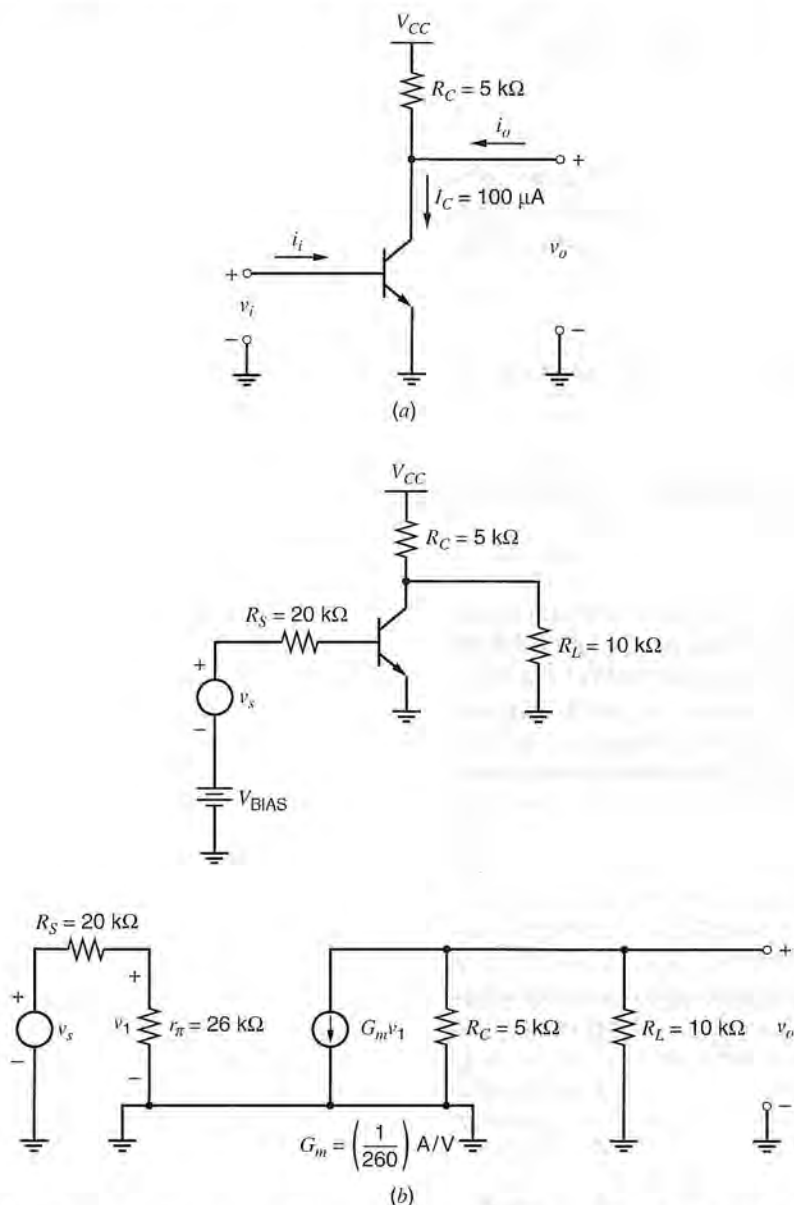 V_CC
R_C = 5 kΩ
i_o
+
I_C = 100 μA
i_i
+
v_o
v_i
−
−
(a)
V_CC
R_C = 5 kΩ
R_S = 20 kΩ
R_L = 10 kΩ
+
v_s
−
V_BIAS
R_S = 20 kΩ
+
+
+
v_s
v_1
r_π = 26 kΩ
G_m v_1
R_C = 5 kΩ
R_L = 10 kΩ
v_o
−
−
−
G_m = (1/260) A/V
(b)